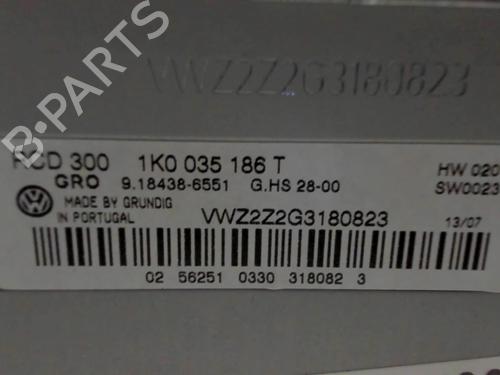 VWZ2Z2G3180823
B-PARTS
RCD 300 1K0 035 186 T HW 020
GRO 9.18438-6551 G.HS 28-00 SW0023
MADE BY GRUNDIG
IN PORTUGAL VWZ2Z2G3180823 13/07
02 56251 0330 318082 3